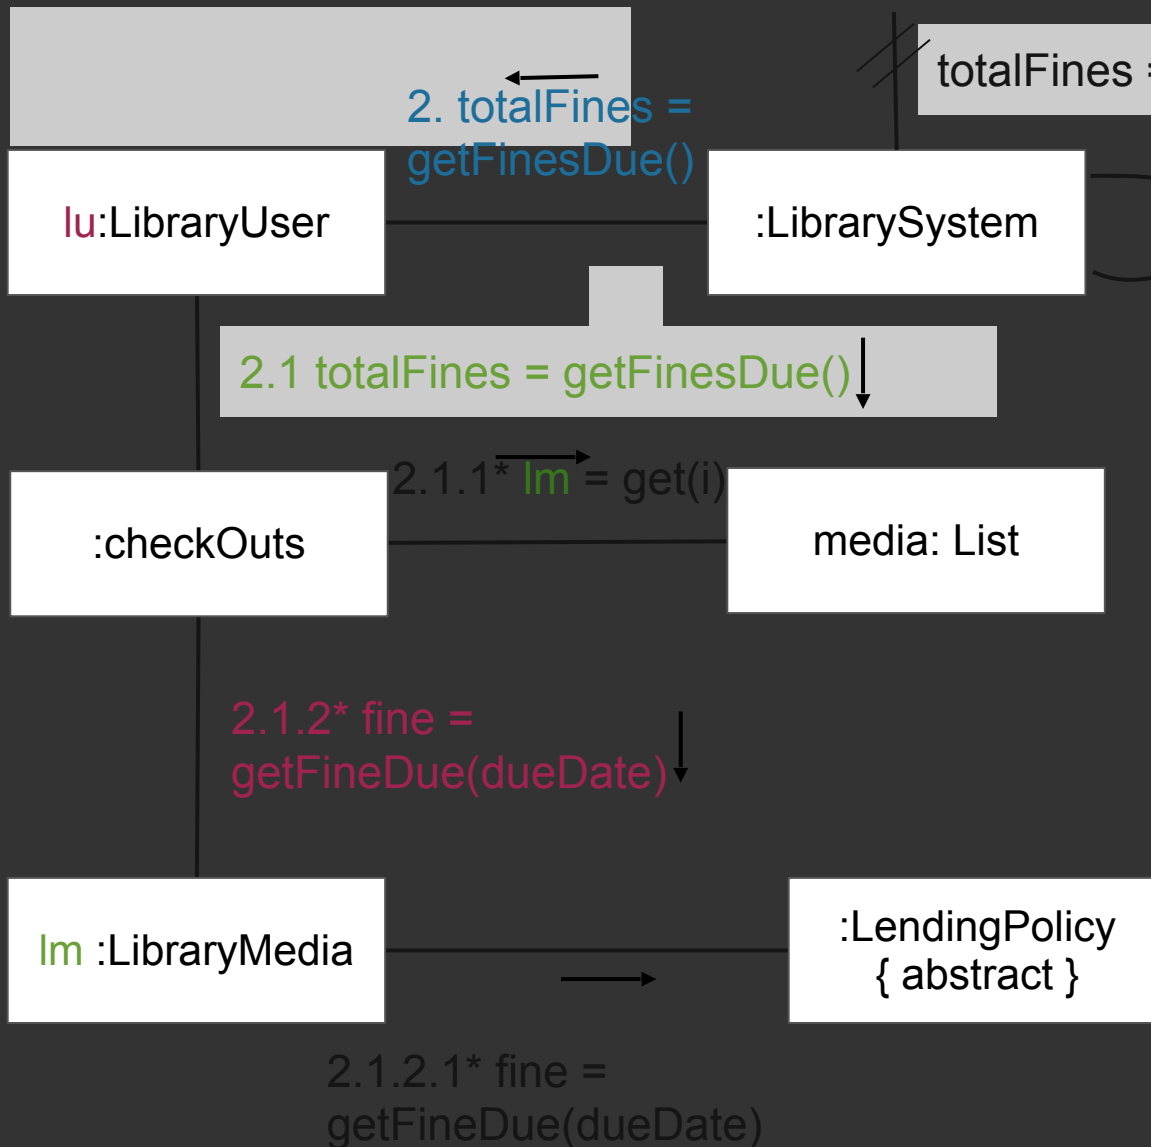 totalFines =
2. totalFines =
getFinesDue()
lu:LibraryUser
:LibrarySystem
2.1 totalFines = getFinesDue()
2.1.1* lm = get(i)
:checkOuts
media: List
2.1.2* fine =
getFineDue(dueDate)
lm :LibraryMedia
:LendingPolicy
{ abstract }
2.1.2.1* fine =
getFineDue(dueDate)